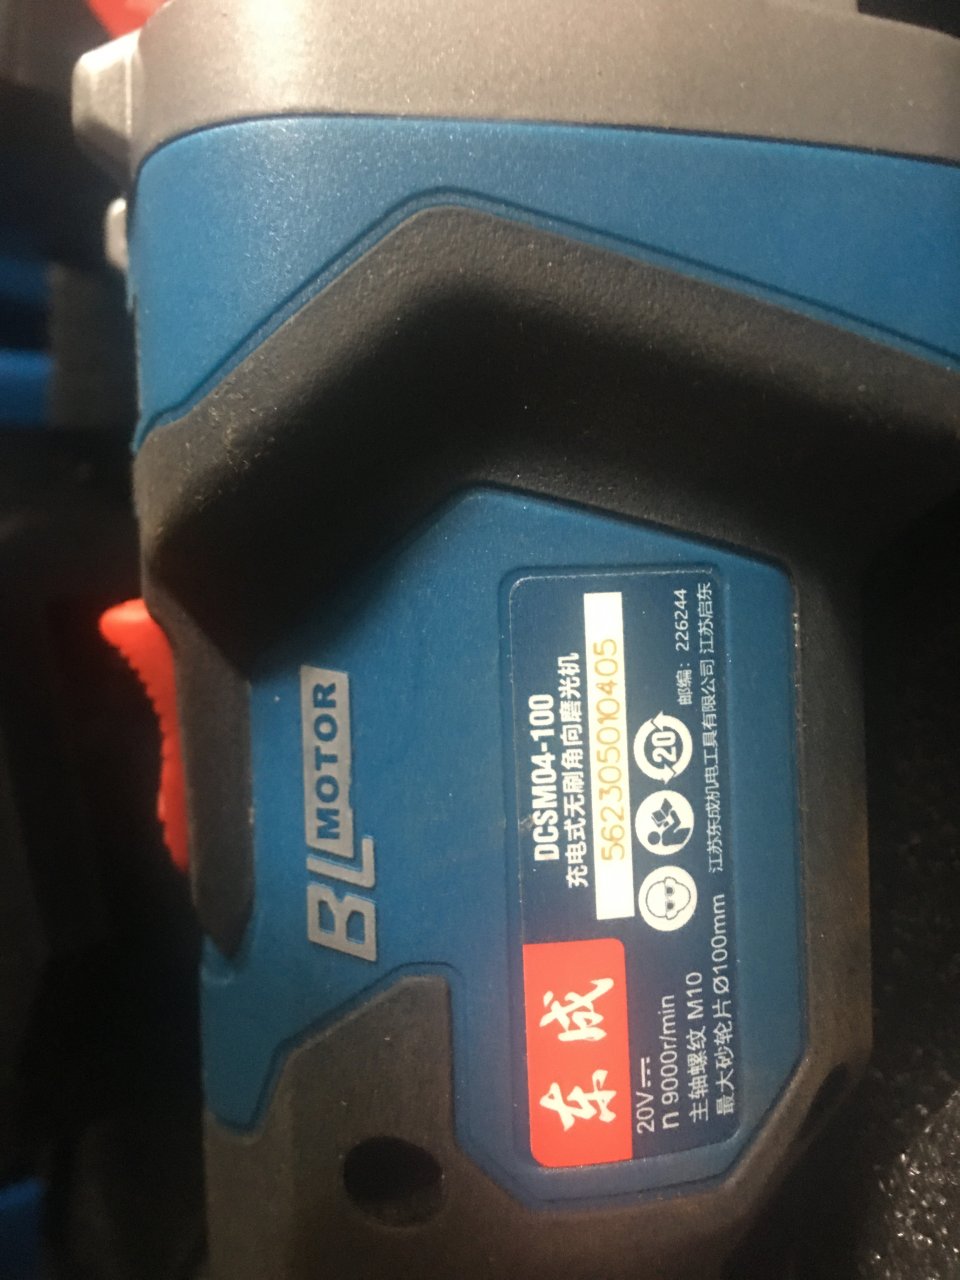 BL MOTOR
东成
DCSM04-100
充电式无刷角向磨光机
562305010405
20
20V
n 9000r/min
主轴螺纹 M10
最大砂轮片 Ø100mm
邮编：226244
江苏东成机电工具有限公司 江苏启东